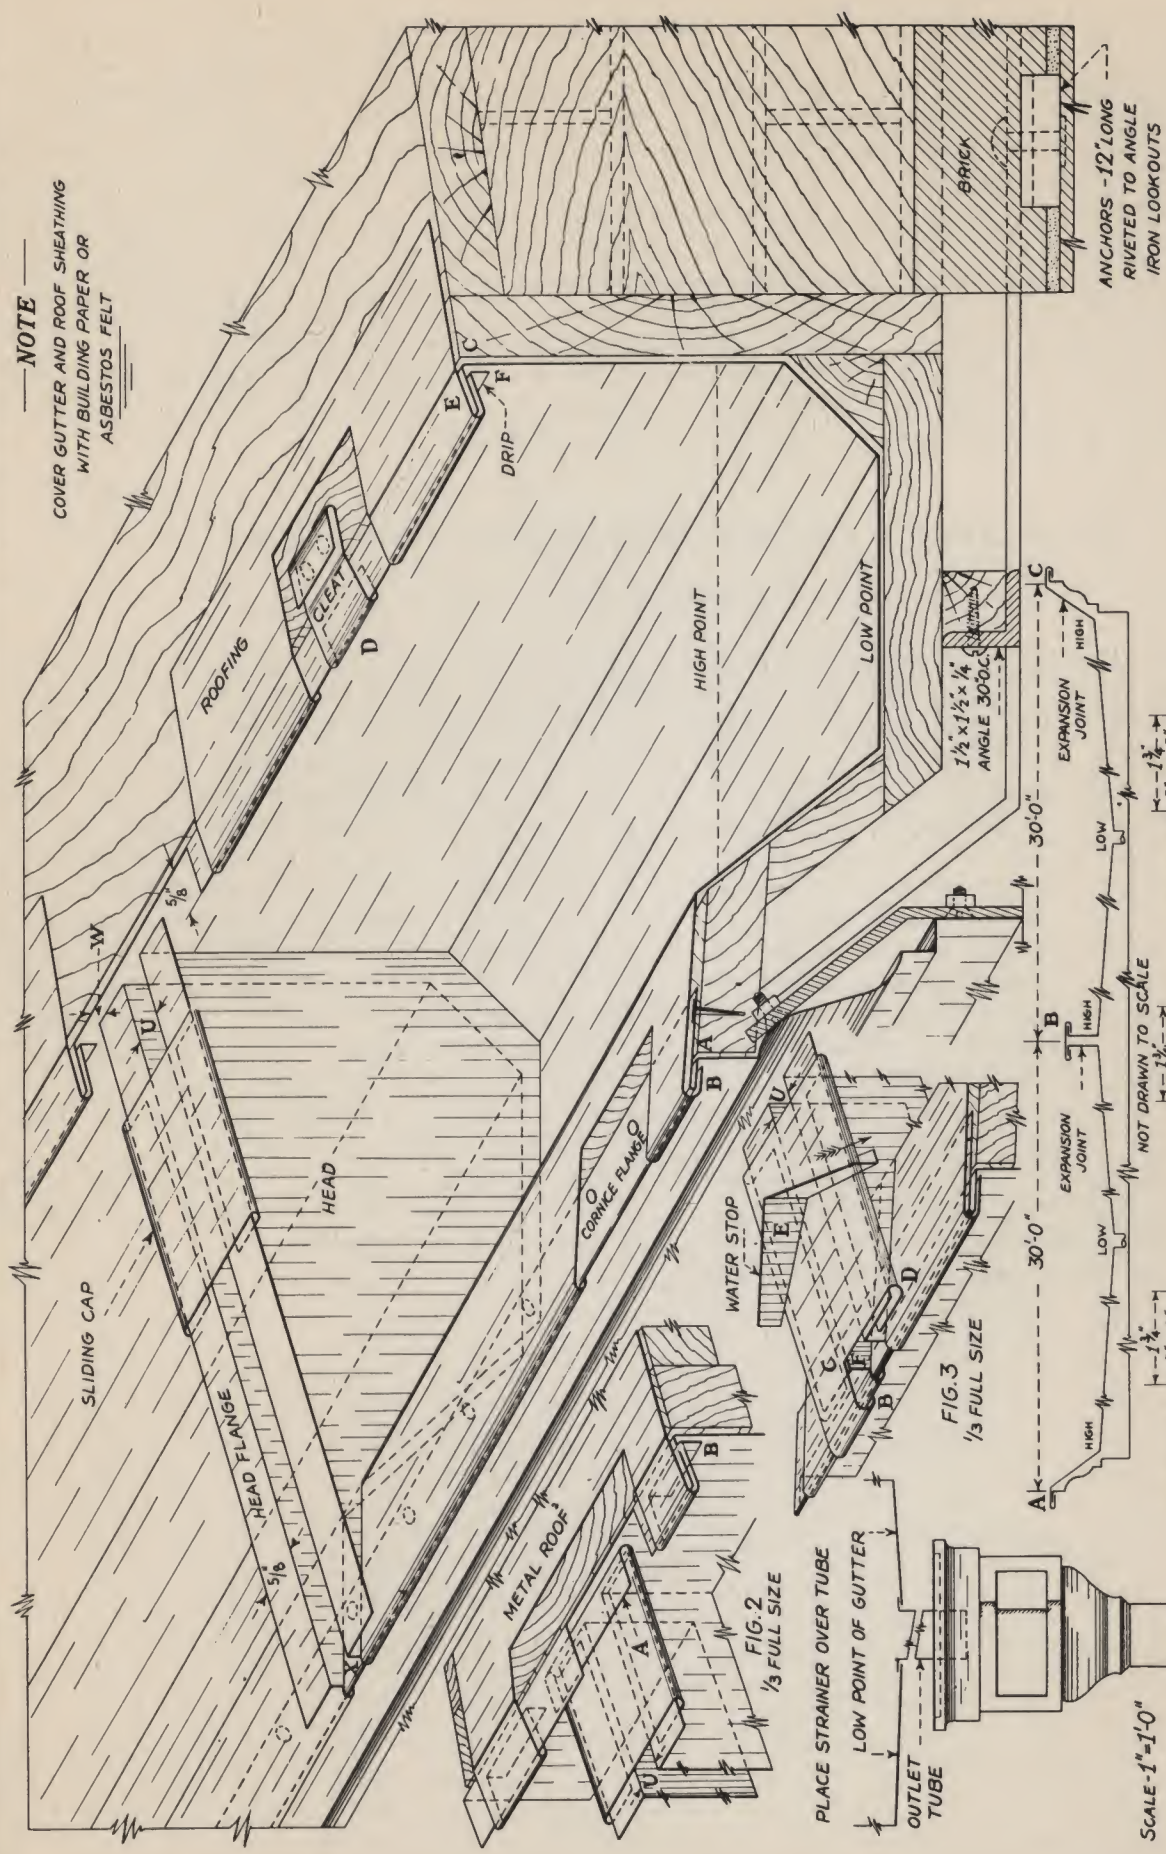 NOTE
COVER GUTTER AND ROOF SHEATHING
WITH BUILDING PAPER OR
ASBESTOS FELT
W
5/8"
U
SLIDING CAP
HEAD
HEAD FLANGE
5/8"
X
ROOFING
CLEAT
D
E
C
F
DRIP
HIGH POINT
LOW POINT
BRICK
ANCHORS - 12" LONG
RIVETED TO ANGLE
IRON LOOKOUTS
1½" x 1½" x ¼"
ANGLE 30" O.C.
CORNICE FLANGE
A
B
METAL ROOF
A
B
U
FIG. 2
⅓ FULL SIZE
WATER STOP
E
U
C
F
D
B
FIG. 3
⅓ FULL SIZE
A
30'-0"
B
30'-0"
C
HIGH
LOW
EXPANSION
JOINT
HIGH
LOW
EXPANSION
JOINT
HIGH
NOT DRAWN TO SCALE
1¾"
1¾"
1¾"
PLACE STRAINER OVER TUBE
LOW POINT OF GUTTER
OUTLET
TUBE
SCALE - 1" = 1'-0"